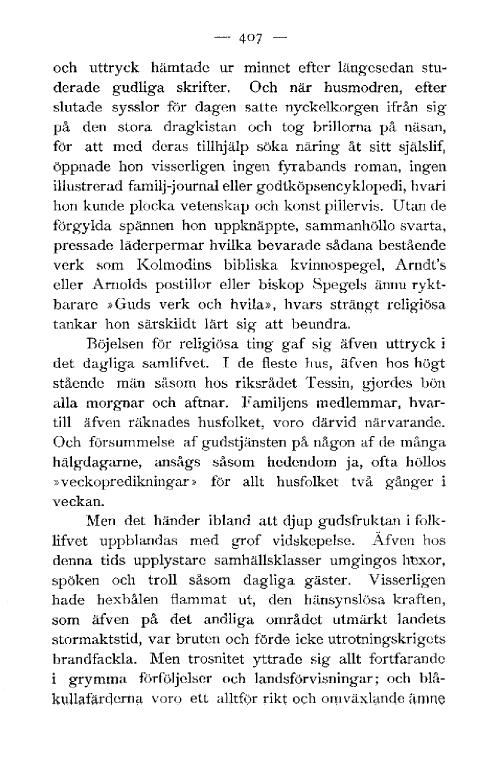 — 407 —
och uttryck hämtade ur minnet efter längesedan stu-
derade gudliga skrifter. Och när husmodren, efter
slutade sysslor för dagen satte nyckelkorgen ifrån sig
på den stora dragkistan och tog brillorna på näsan,
för att med deras tillhjälp söka näring åt sitt själslif,
öppnade hon visserligen ingen fyrabands roman, ingen
illustrerad familj-journal eller godtköpsencyklopedi, hvari
hon kunde plocka vetenskap och konst pillervis. Utan de
förgylda spännen hon uppknäppte, sammanhöllo svarta,
pressade läderpermar hvilka bevarade sådana bestående
verk som Kolmodins bibliska kvinnospegel, Arndt's
eller Arnolds postillor eller biskop Spegels ännu rykt-
barare »Guds verk och hvila», hvars strängt religiösa
tankar hon särskildt lärt sig att beundra.
Böjelsen för religiösa ting gaf sig äfven uttryck i
det dagliga samlifvet. I de fleste hus, äfven hos högt
stående män såsom hos riksrådet Tessin, gjordes bön
alla morgnar och aftnar. Familjens medlemmar, hvar-
till äfven räknades husfolket, voro därvid närvarande.
Och försummelse af gudstjänsten på någon af de många
hälgdagarne, ansågs såsom hedendom ja, ofta höllos
»veckopredikningar» för allt husfolket två gånger i
veckan.
Men det händer ibland att djup gudsfruktan i folk-
lifvet uppblandas med grof vidskepelse. Äfven hos
denna tids upplystare samhällsklasser umgingos häxor,
spöken och troll såsom dagliga gäster. Visserligen
hade hexbålen flammat ut, den hänsynslösa kraften,
som äfven på det andliga området utmärkt landets
stormaktstid, var bruten och förde icke utrotningskrigets
brandfackla. Men trosnitet yttrade sig allt fortfarande
i grymma förföljelser och landsförvisningar; och blå-
kullafärderna voro ett alltför rikt och omväxlande ämne